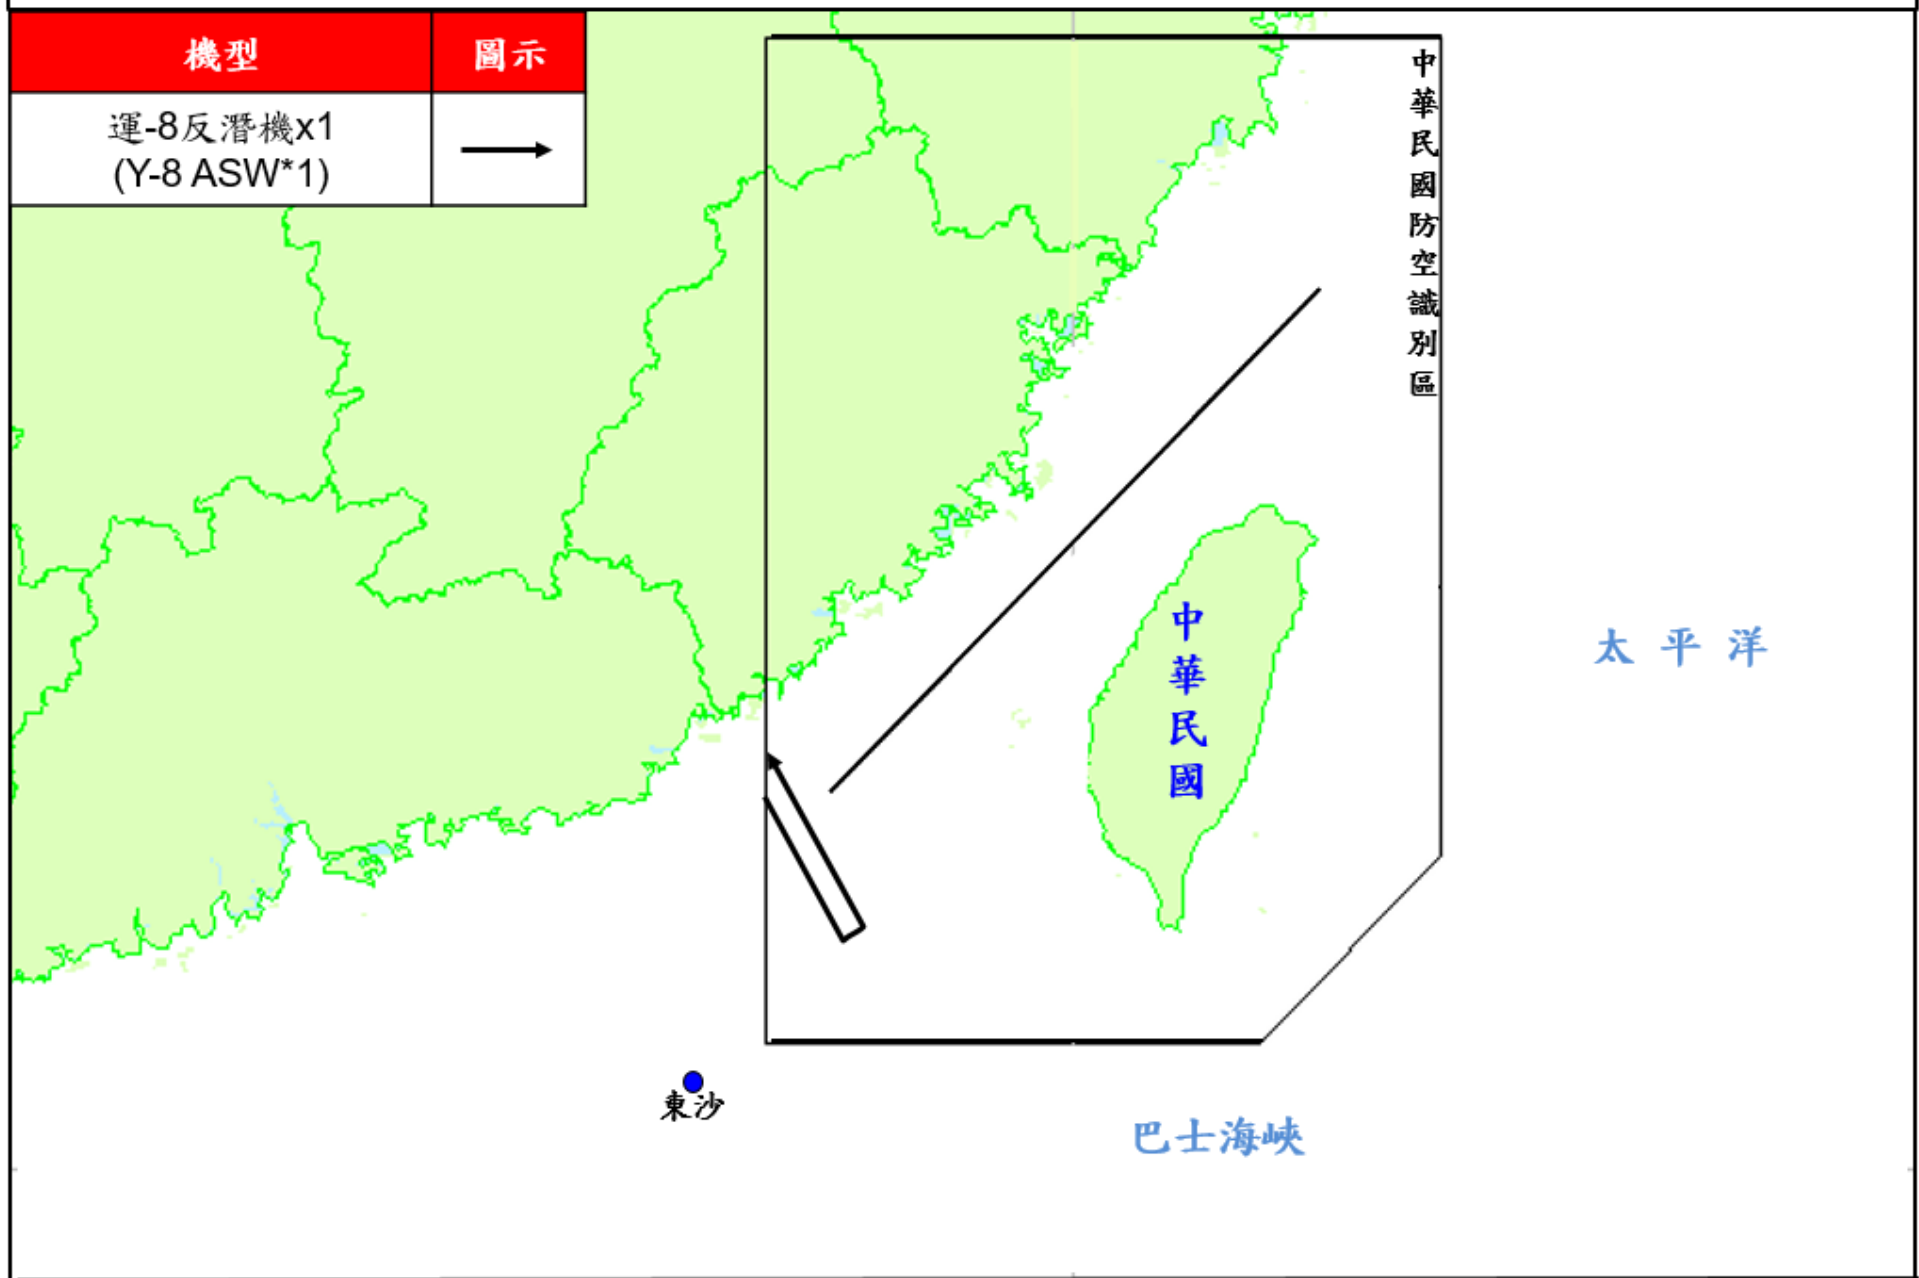 機型
圖示
運-8反潛機x1
(Y-8 ASW*1)
中華民國防空識別區
中華民國
太平洋
東沙
巴士海峽